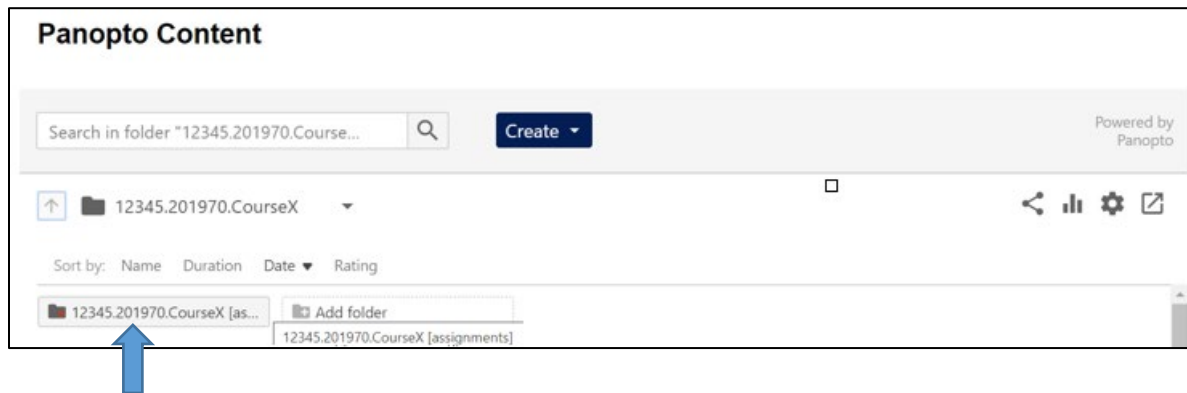 Panopto Content
Search in folder "12345.201970.Course...
Create
Powered by
Panopto
12345.201970.CourseX
Sort by: Name Duration Date Rating
12345.201970.CourseX [as... Add folder
12345.201970.CourseX [assignments]